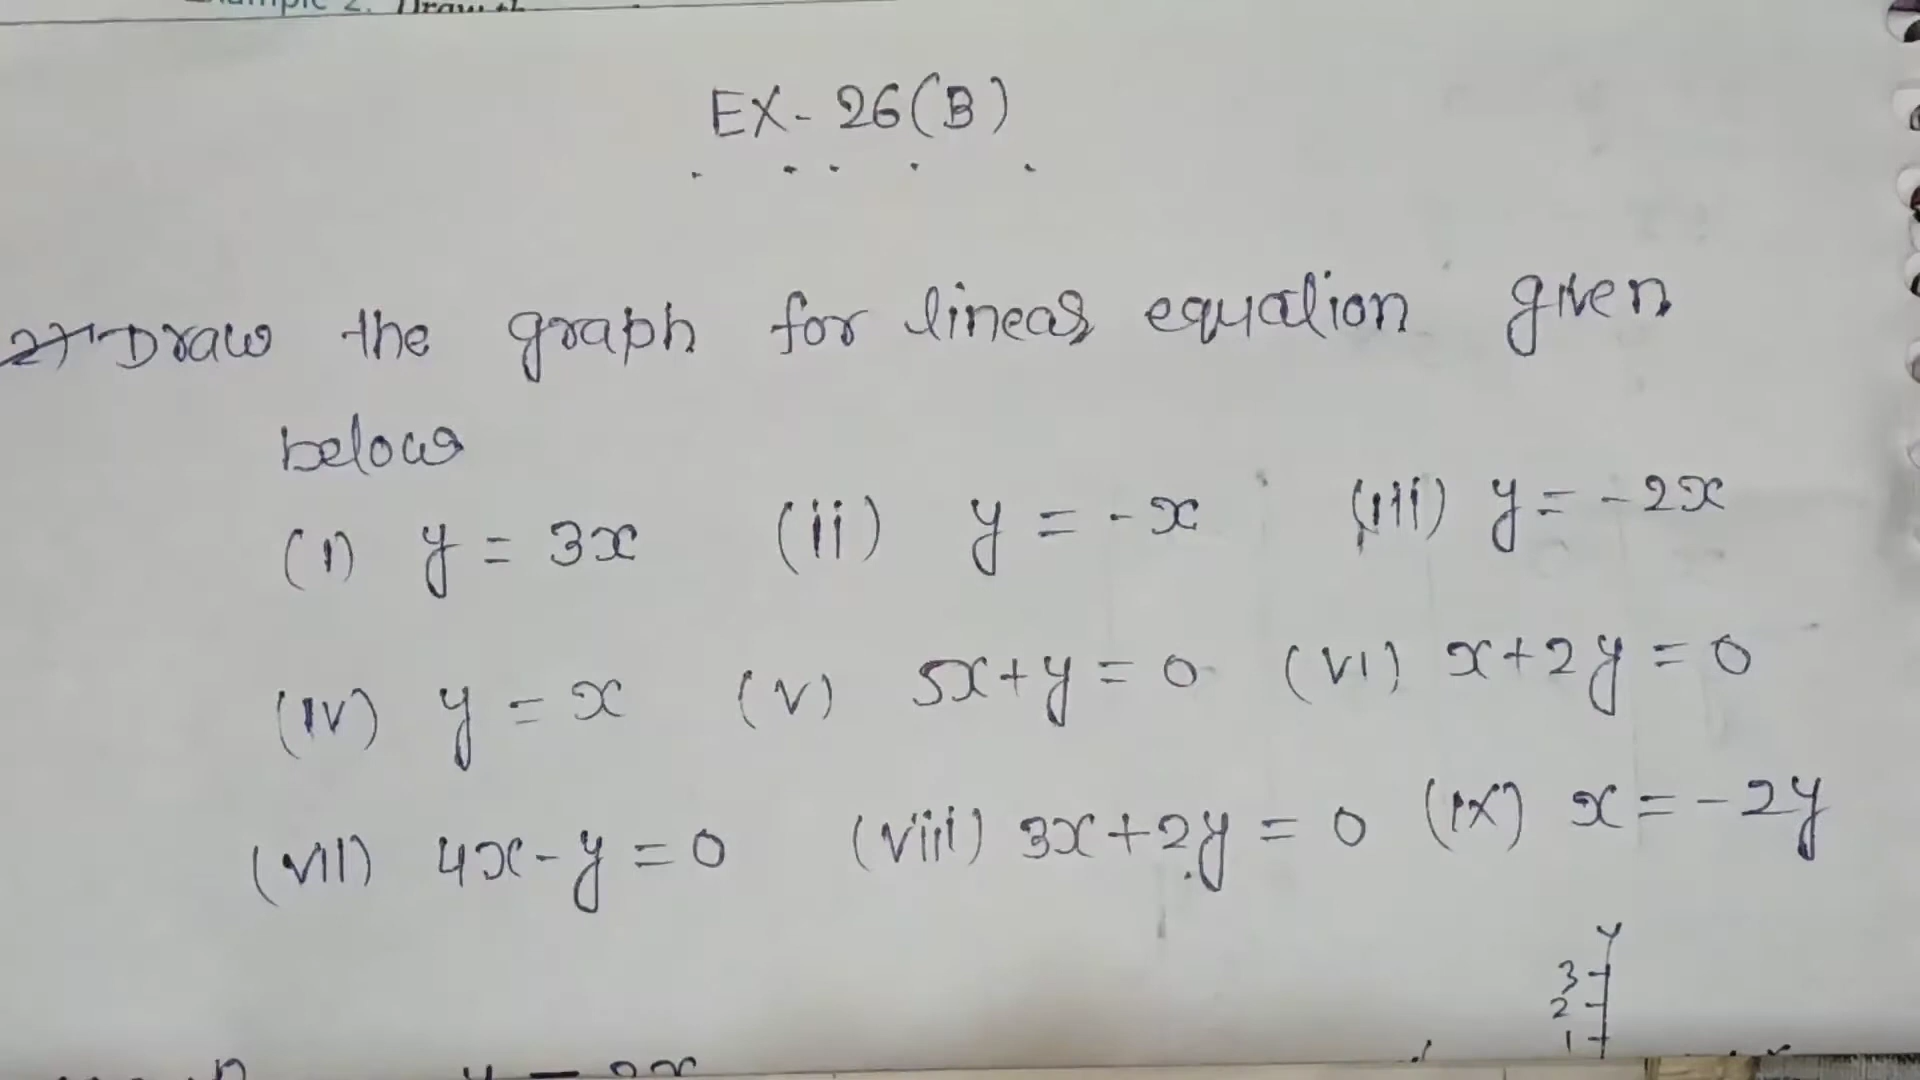 EX- 26(B)
2) Draw the graph for linear equation given
below
(i) y = 3x (ii) y = -x (iii) y = -2x
(iv) y = x (v) 5x+y = 0 (vi) x+2y = 0
(vii) 4x-y = 0 (viii) 3x+2y = 0 (ix) x = -2y
y
3
2
1